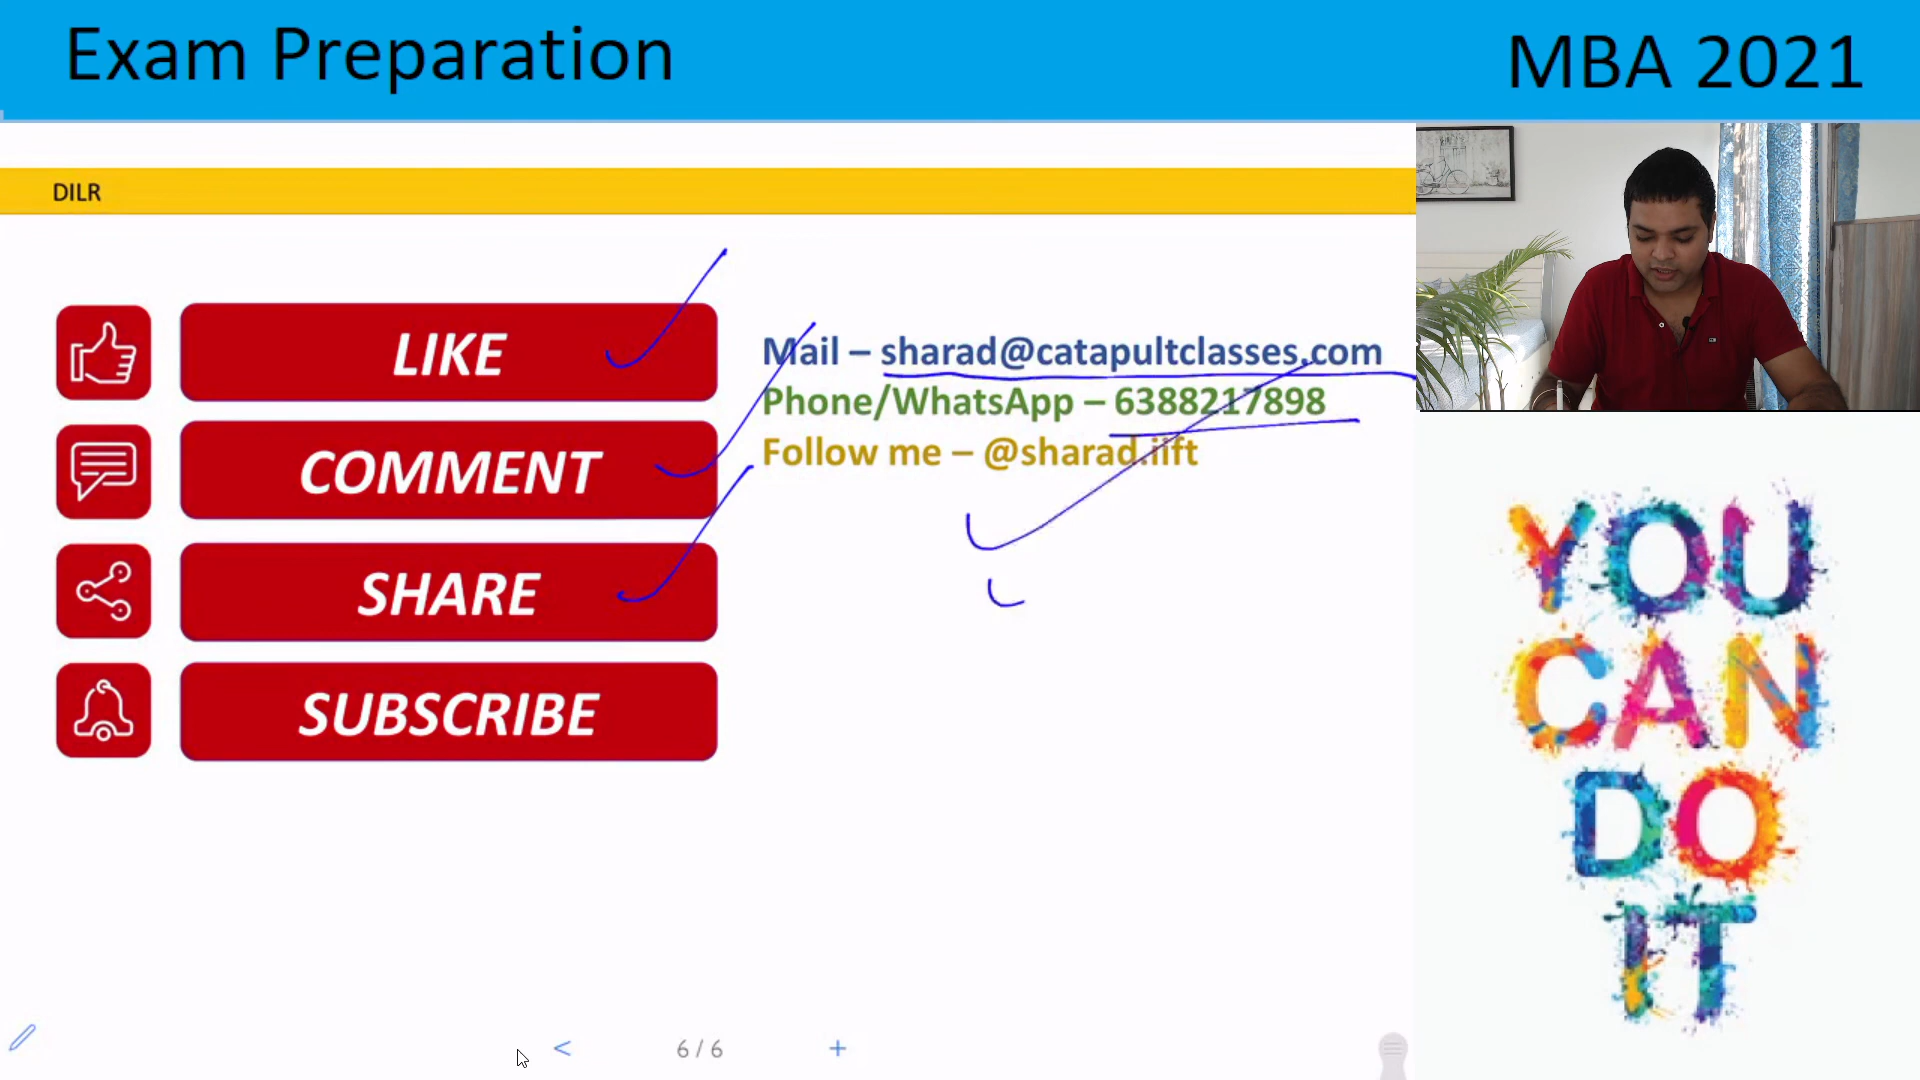 Exam Preparation
MBA 2021
DILR
LIKE
COMMENT
SHARE
SUBSCRIBE
Mail – sharad@catapultclasses.com
Phone/WhatsApp – 6388217898
Follow me – @sharad.iift
YOU
CAN
DO
IT
< 6 / 6 +